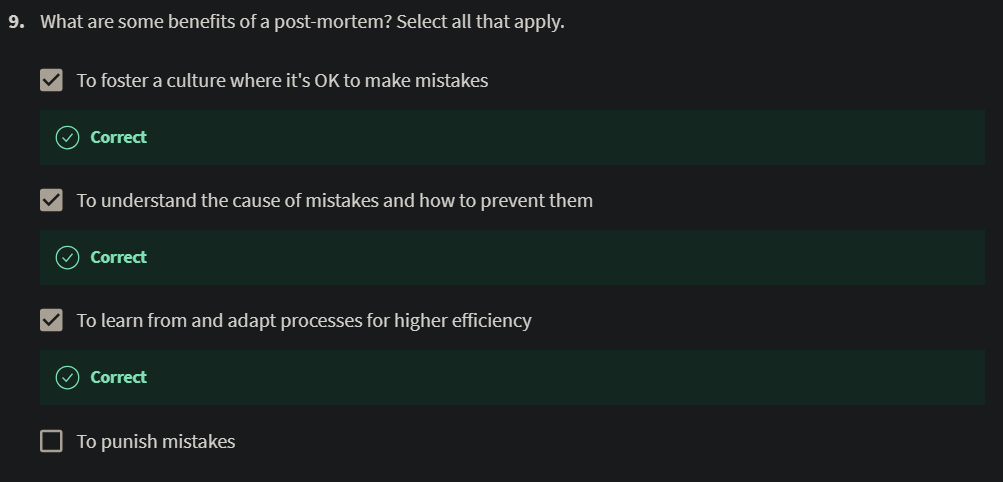 9. What are some benefits of a post-mortem? Select all that apply.
To foster a culture where it's OK to make mistakes
Correct
To understand the cause of mistakes and how to prevent them
Correct
To learn from and adapt processes for higher efficiency
Correct
To punish mistakes